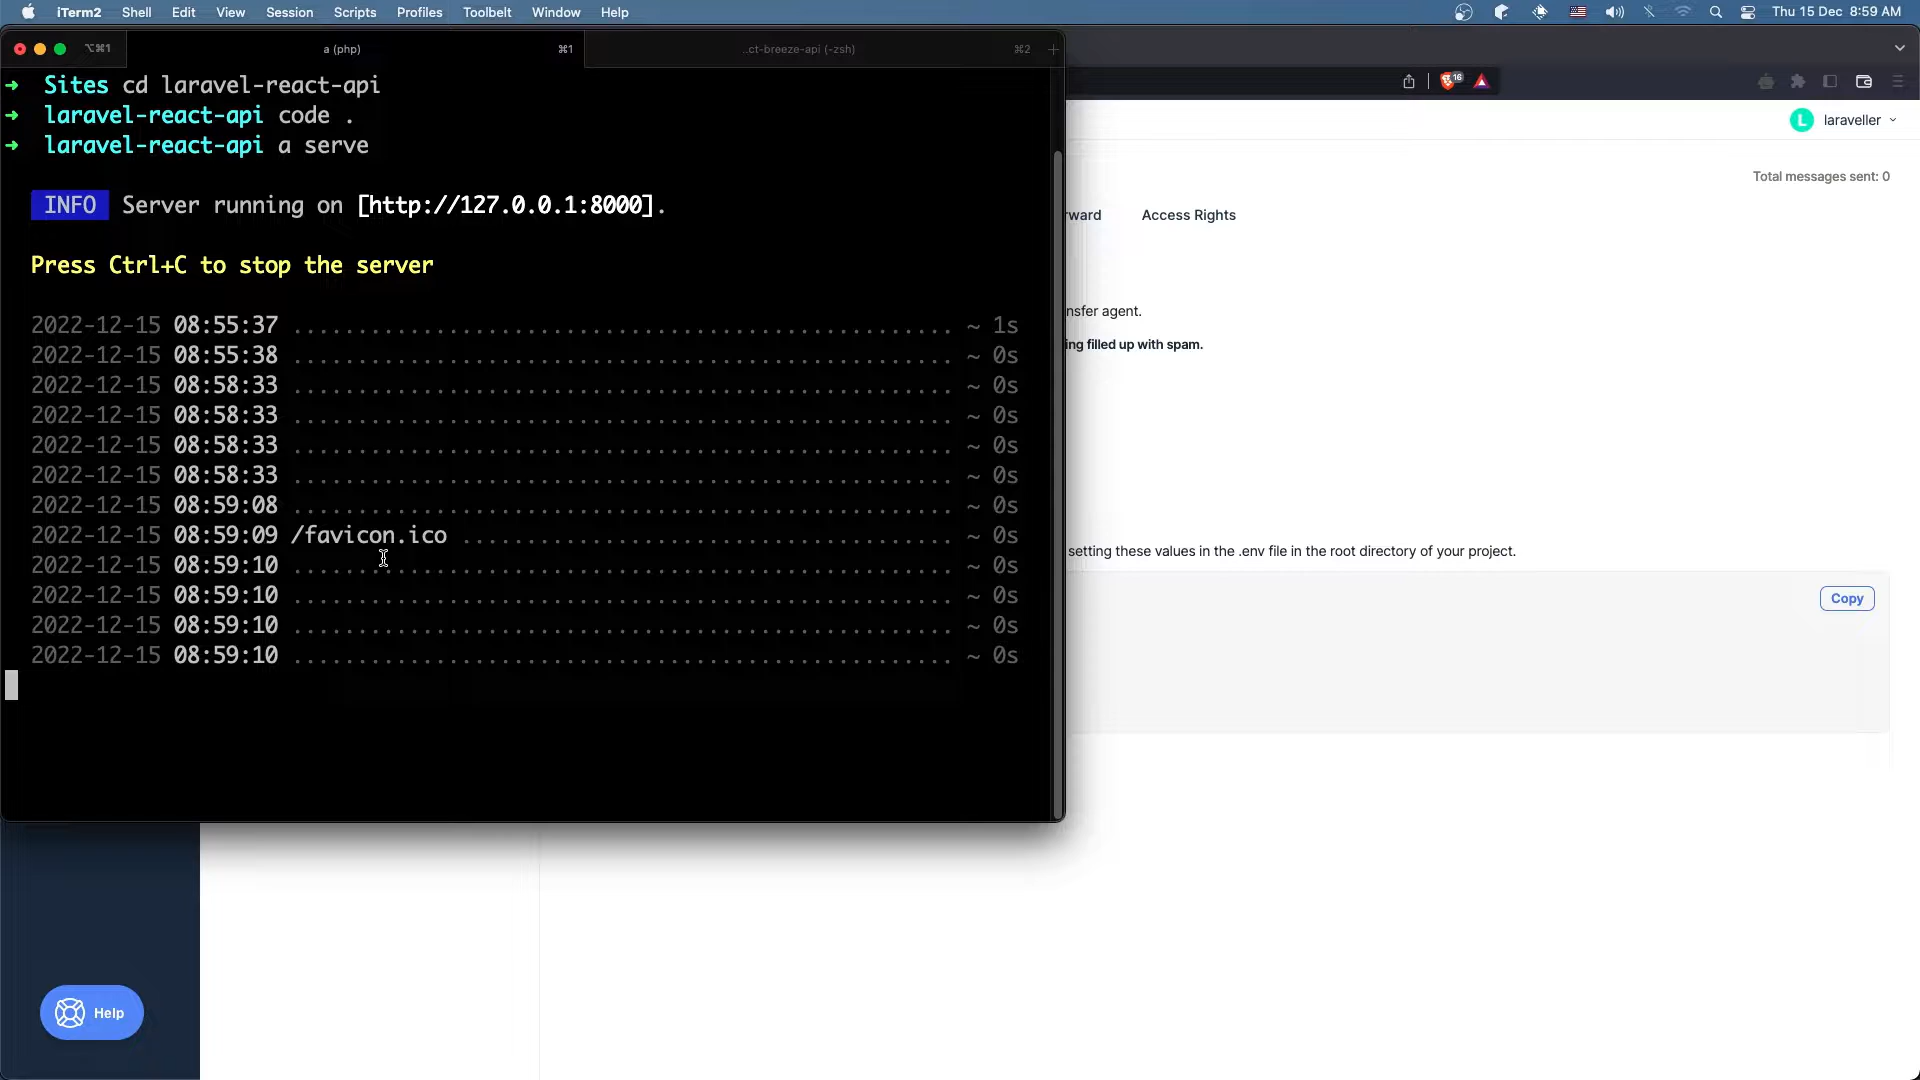 iTerm2 Shell Edit View Session Scripts Profiles Toolbelt Window Help Thu 15 Dec 8:59 AM
⌥⌘1 a (php) ⌘1 ..ct-breeze-api (-zsh) ⌘2 +
16
→ Sites cd laravel-react-api
→ laravel-react-api code .
→ laravel-react-api a serve
INFO Server running on [http://127.0.0.1:8000].
Press Ctrl+C to stop the server
2022-12-15 08:55:37 ................................................... ~ 1s
2022-12-15 08:55:38 ................................................... ~ 0s
2022-12-15 08:58:33 ................................................... ~ 0s
2022-12-15 08:58:33 ................................................... ~ 0s
2022-12-15 08:58:33 ................................................... ~ 0s
2022-12-15 08:58:33 ................................................... ~ 0s
2022-12-15 08:59:08 ................................................... ~ 0s
2022-12-15 08:59:09 /favicon.ico ...................................... ~ 0s
2022-12-15 08:59:10 ................................................... ~ 0s
2022-12-15 08:59:10 ................................................... ~ 0s
2022-12-15 08:59:10 ................................................... ~ 0s
2022-12-15 08:59:10 ................................................... ~ 0s
L laraveller
Total messages sent: 0
ward Access Rights
nsfer agent.
ing filled up with spam.
setting these values in the .env file in the root directory of your project.
Copy
Help